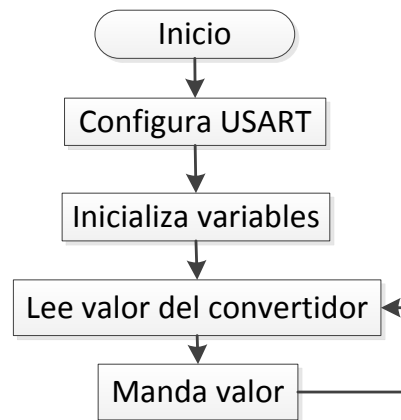 Inicio
Configura USART
Inicializa variables
Lee valor del convertidor
Manda valor